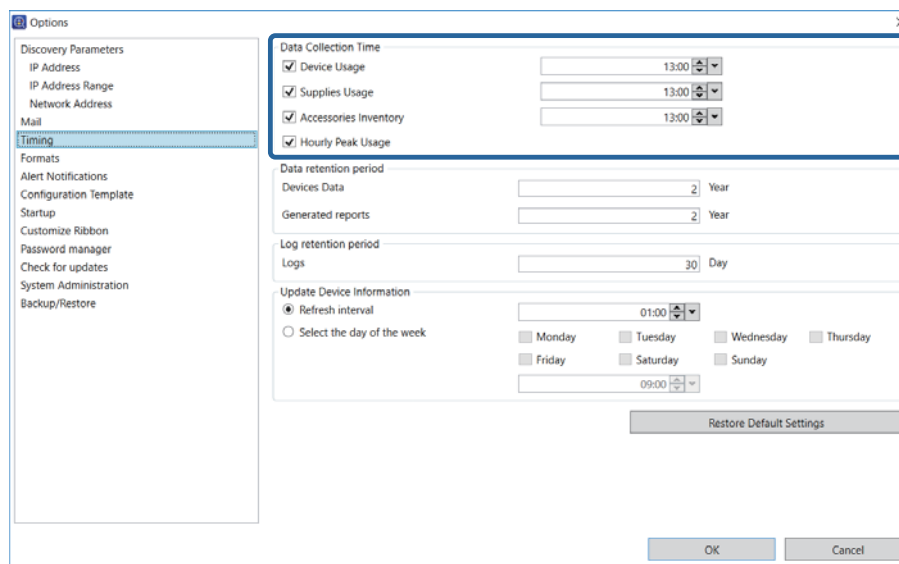 Options
Discovery Parameters
IP Address
IP Address Range
Network Address
Mail
Timing
Formats
Alert Notifications
Configuration Template
Startup
Customize Ribbon
Password manager
Check for updates
System Administration
Backup/Restore
Data Collection Time
Device Usage 13:00
Supplies Usage 13:00
Accessories Inventory 13:00
Hourly Peak Usage
Data retention period
Devices Data 2 Year
Generated reports 2 Year
Log retention period
Logs 30 Day
Update Device Information
Refresh interval 01:00
Select the day of the week
Monday Tuesday Wednesday Thursday
Friday Saturday Sunday
09:00
Restore Default Settings
OK Cancel